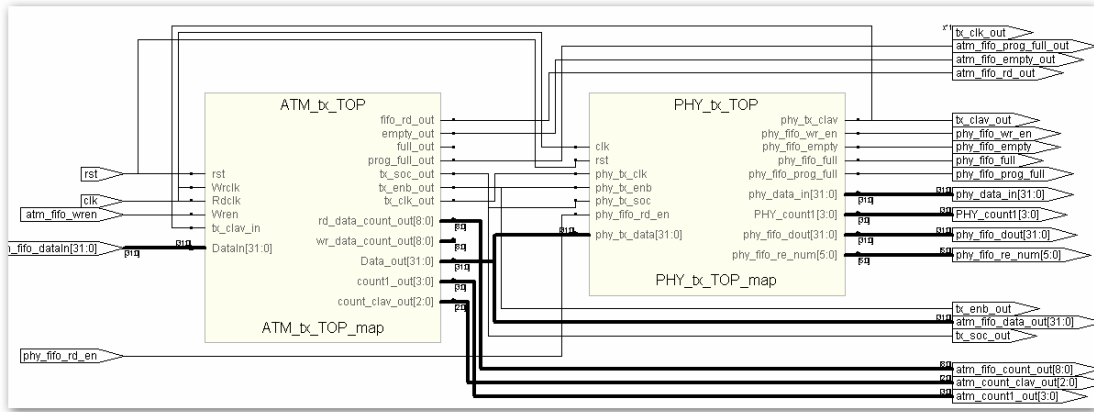 tx_clk_out
atm_fifo_prog_full_out
atm_fifo_empty_out
atm_fifo_rd_out
ATM_tx_TOP
fifo_rd_out
empty_out
full_out
prog_full_out
tx_soc_out
tx_enb_out
tx_clk_out
rd_data_count_out[8:0]
wr_data_count_out[8:0]
Data_out[31:0]
count1_out[3:0]
count_clav_out[2:0]
rst
Wrclk
Rdclk
Wren
tx_clav_in
DataIn[31:0]
ATM_tx_TOP_map
rst
clk
atm_fifo_wren
_fifo_dataIn[31:0]
phy_fifo_rd_en
PHY_tx_TOP
clk
rst
phy_tx_clk
phy_tx_enb
phy_tx_soc
phy_fifo_rd_en
phy_tx_data[31:0]
phy_tx_clav
phy_fifo_wr_en
phy_fifo_empty
phy_fifo_full
phy_fifo_prog_full
phy_data_in[31:0]
PHY_count1[3:0]
phy_fifo_dout[31:0]
phy_fifo_re_num[5:0]
PHY_tx_TOP_map
tx_clav_out
phy_fifo_wr_en
phy_fifo_empty
phy_fifo_full
phy_fifo_prog_full
phy_data_in[31:0]
PHY_count1[3:0]
phy_fifo_dout[31:0]
phy_fifo_re_num[5:0]
tx_enb_out
atm_fifo_data_out[31:0]
tx_soc_out
atm_fifo_count_out[8:0]
atm_count_clav_out[2:0]
atm_count1_out[3:0]